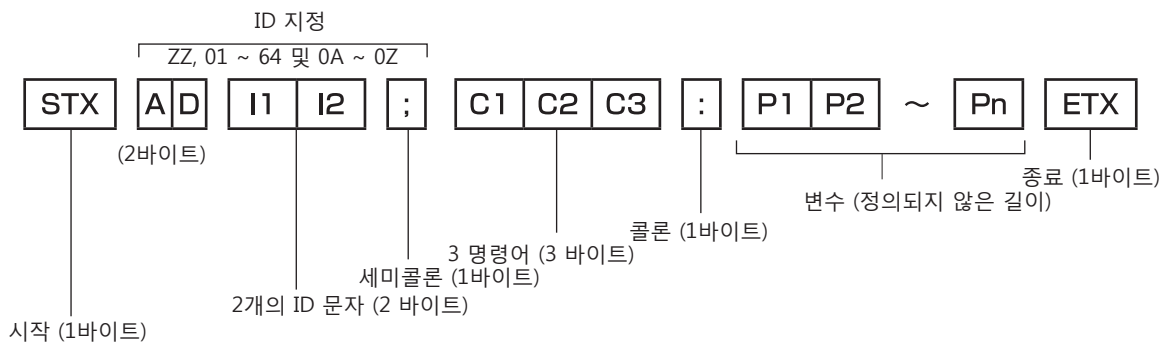 ID 지정
ZZ, 01 ~ 64 및 0A ~ 0Z
STX A D I1 I2 ; C1 C2 C3 : P1 P2 ~ Pn ETX
(2바이트)
종료 (1바이트)
변수 (정의되지 않은 길이)
콜론 (1바이트)
3 명령어 (3 바이트)
세미콜론 (1바이트)
2개의 ID 문자 (2 바이트)
시작 (1바이트)